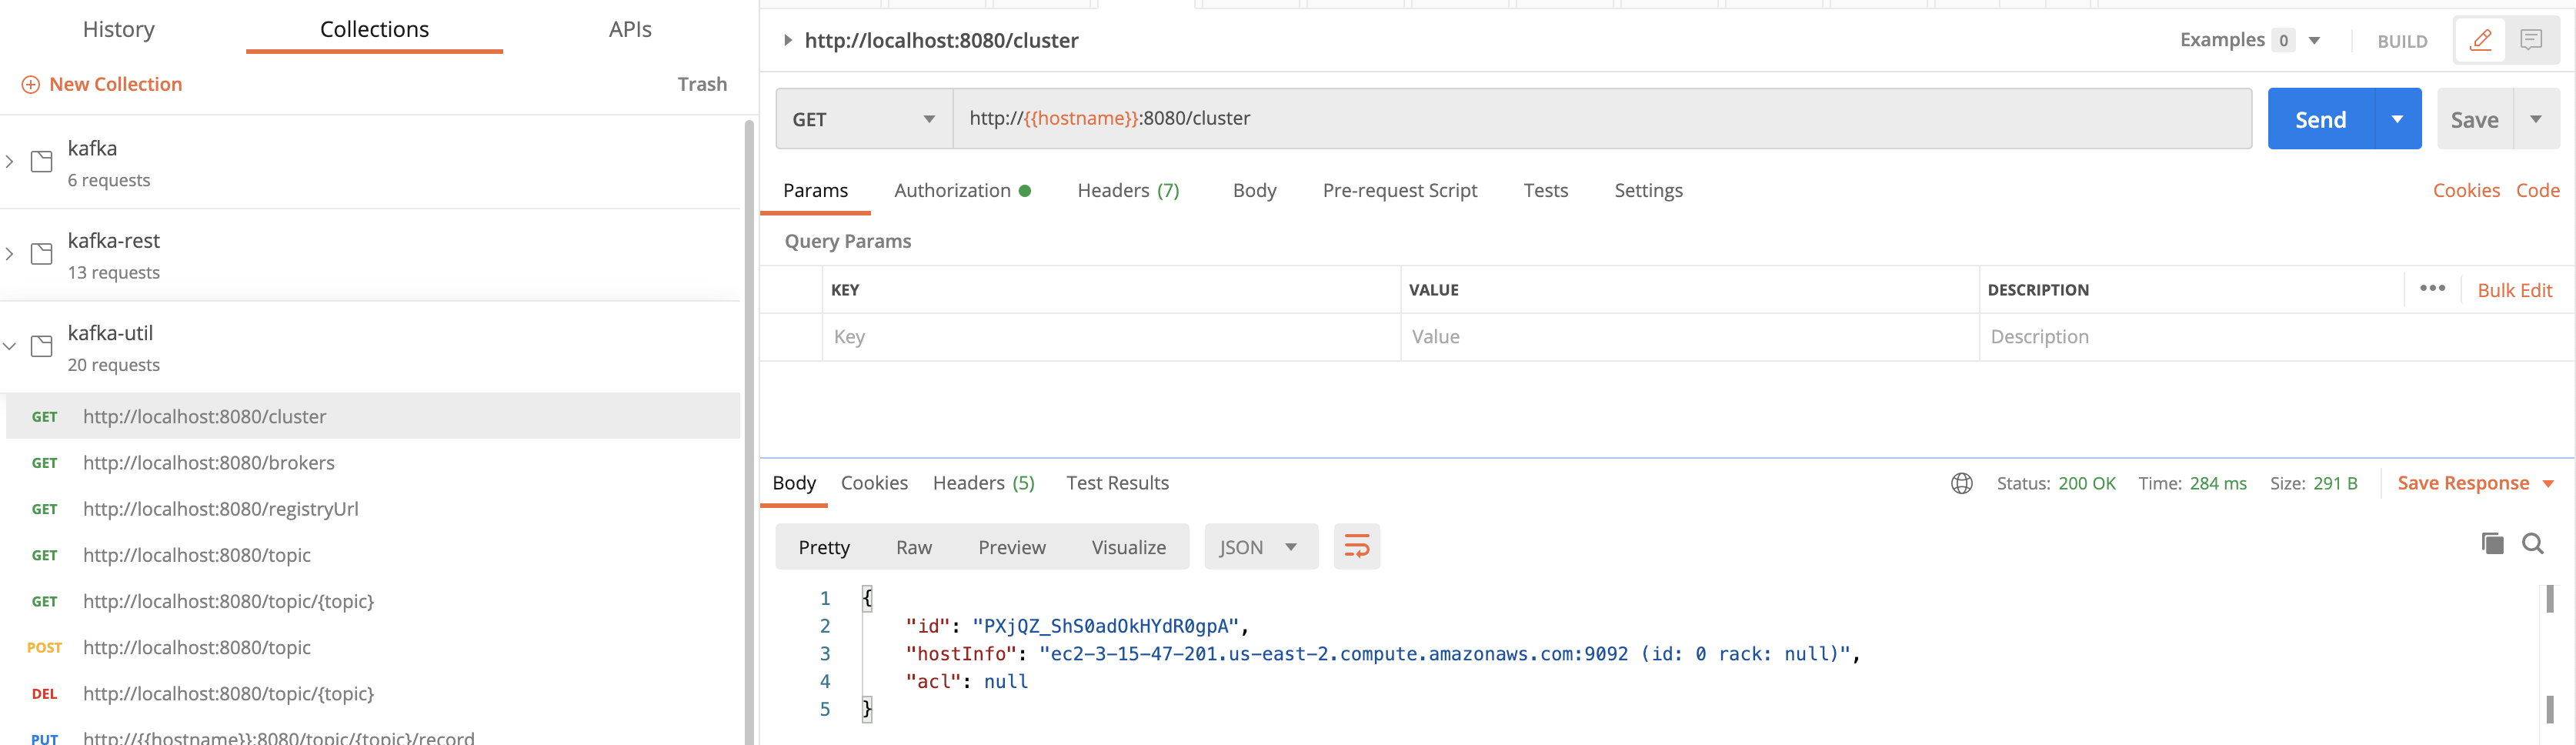 History Collections APIs
New Collection Trash
kafka
6 requests
kafka-rest
13 requests
kafka-util
20 requests
GET http://localhost:8080/cluster
GET http://localhost:8080/brokers
GET http://localhost:8080/registryUrl
GET http://localhost:8080/topic
GET http://localhost:8080/topic/{topic}
POST http://localhost:8080/topic
DEL http://localhost:8080/topic/{topic}
PUT http://{{hostname}}:8080/topic/{topic}/record
http://localhost:8080/cluster Examples 0 BUILD
GET http://{{hostname}}:8080/cluster Send Save
Params Authorization Headers (7) Body Pre-request Script Tests Settings Cookies Code
Query Params
KEY VALUE DESCRIPTION ••• Bulk Edit
Key Value Description
Body Cookies Headers (5) Test Results Status: 200 OK Time: 284 ms Size: 291 B Save Response
Pretty Raw Preview Visualize JSON
1 {
2 "id": "PXjQZ_ShS0adOkHYdR0gpA",
3 "hostInfo": "ec2-3-15-47-201.us-east-2.compute.amazonaws.com:9092 (id: 0 rack: null)",
4 "acl": null
5 }